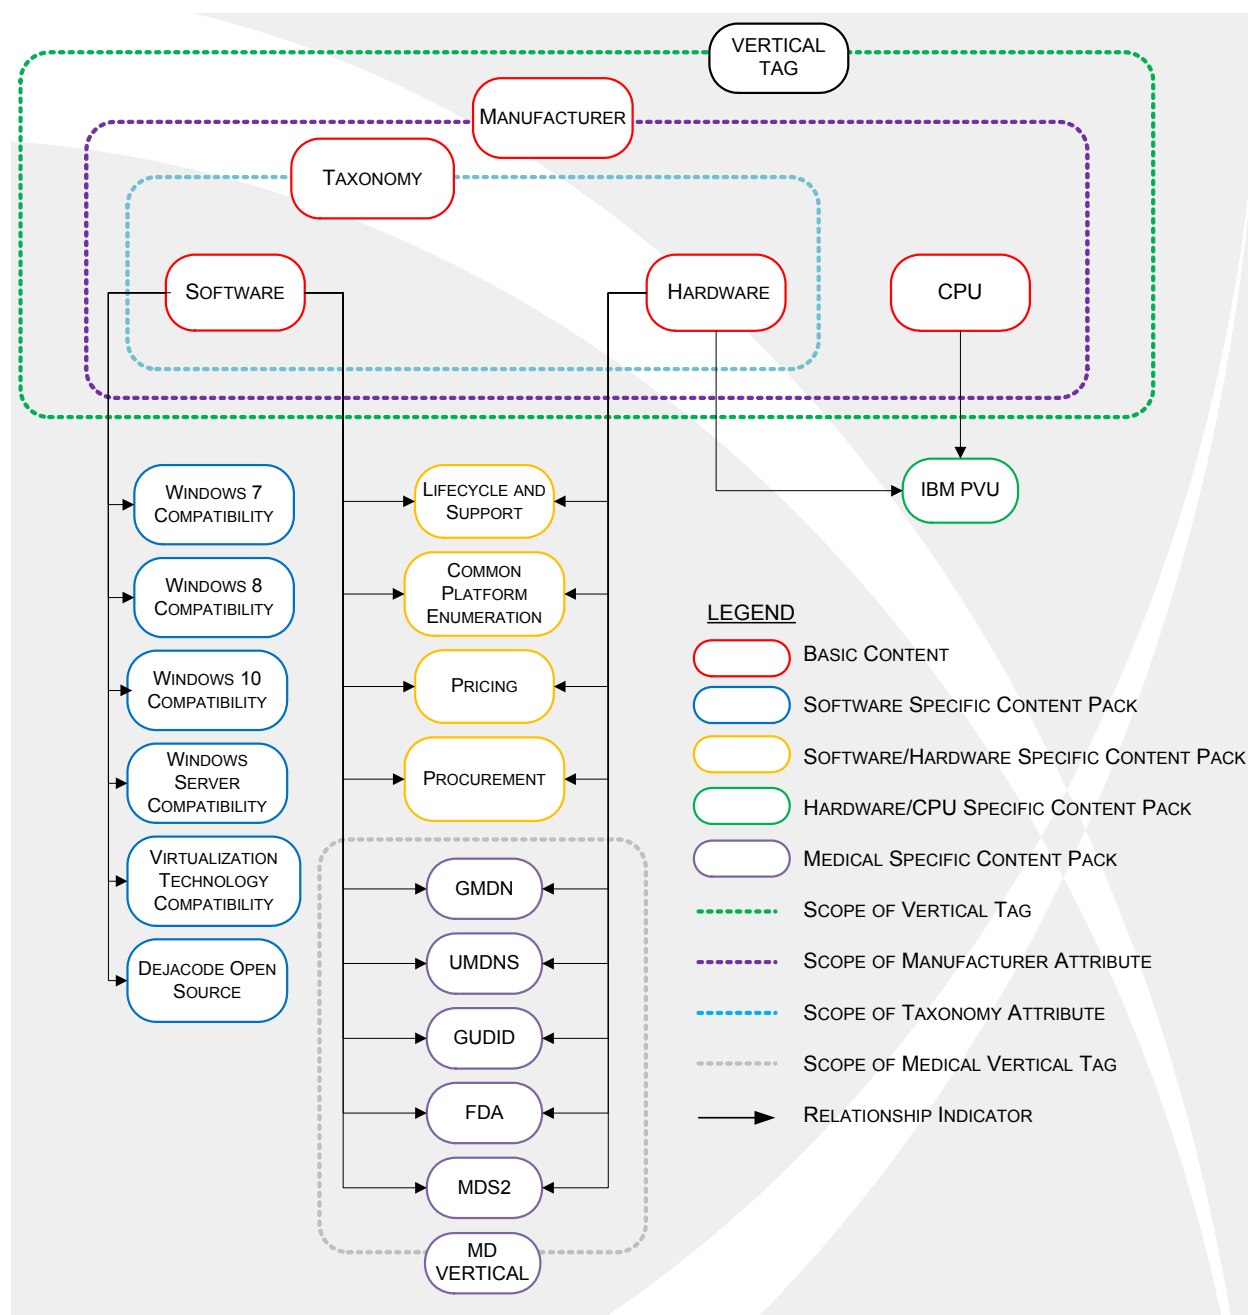 VERTICAL
TAG
MANUFACTURER
TAXONOMY
SOFTWARE
HARDWARE
CPU
WINDOWS 7
COMPATIBILITY
WINDOWS 8
COMPATIBILITY
WINDOWS 10
COMPATIBILITY
WINDOWS
SERVER
COMPATIBILITY
VIRTUALIZATION
TECHNOLOGY
COMPATIBILITY
DEJACODE OPEN
SOURCE
LIFECYCLE AND
SUPPORT
COMMON
PLATFORM
ENUMERATION
PRICING
PROCUREMENT
GMDN
UMDNS
GUDID
FDA
MDS2
MD
VERTICAL
IBM PVU
LEGEND
BASIC CONTENT
SOFTWARE SPECIFIC CONTENT PACK
SOFTWARE/HARDWARE SPECIFIC CONTENT PACK
HARDWARE/CPU SPECIFIC CONTENT PACK
MEDICAL SPECIFIC CONTENT PACK
SCOPE OF VERTICAL TAG
SCOPE OF MANUFACTURER ATTRIBUTE
SCOPE OF TAXONOMY ATTRIBUTE
SCOPE OF MEDICAL VERTICAL TAG
RELATIONSHIP INDICATOR